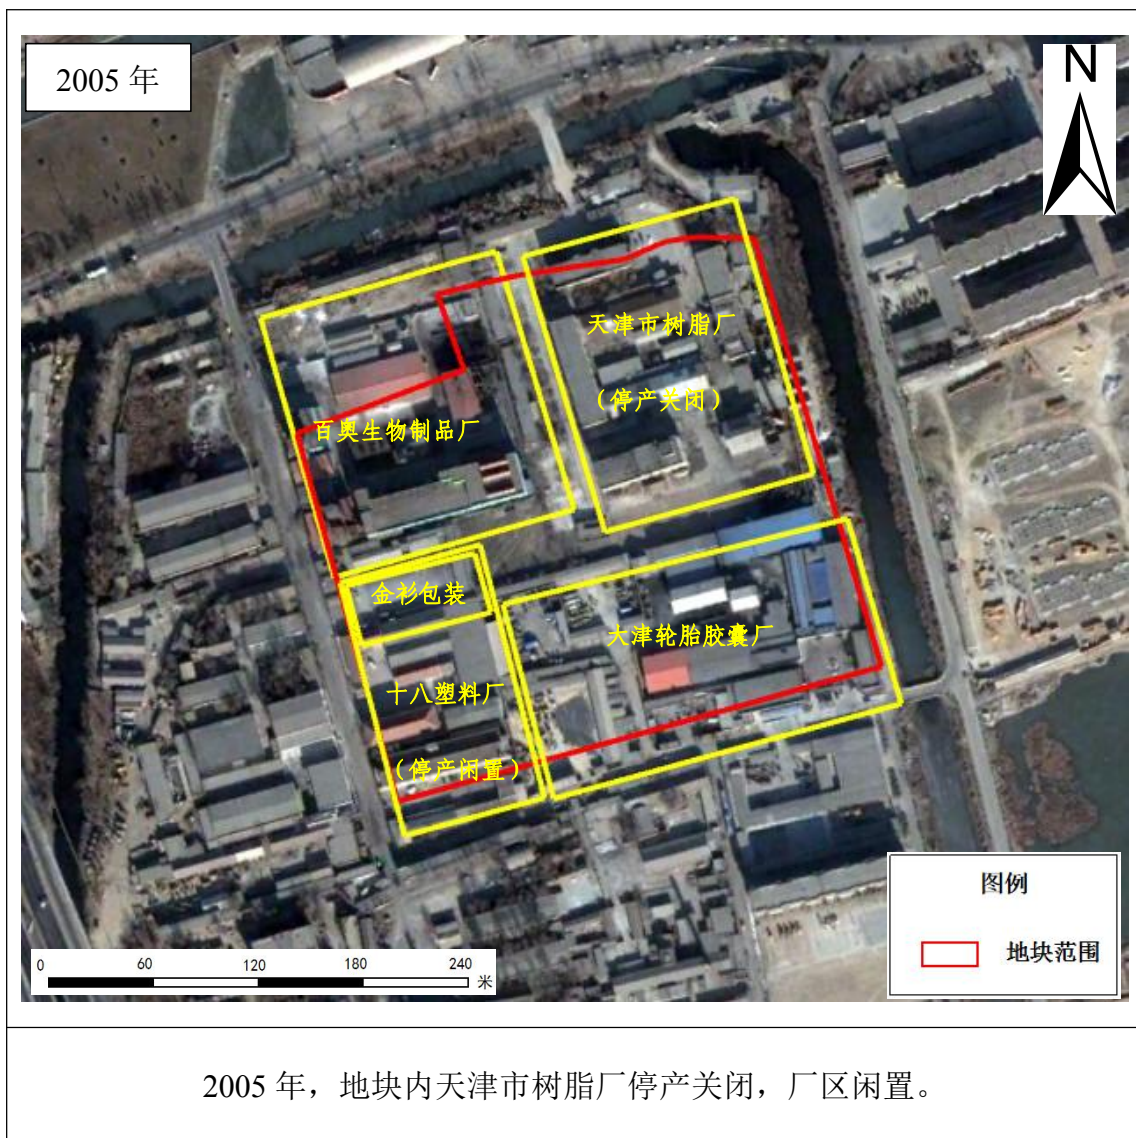 2005 年
N
天津市树脂厂
（停产关闭）
百奥生物制品厂
金衫包装
大津轮胎胶囊厂
十八塑料厂
（停产闲置）
图例
地块范围
0 60 120 180 240 米
2005 年，地块内天津市树脂厂停产关闭，厂区闲置。